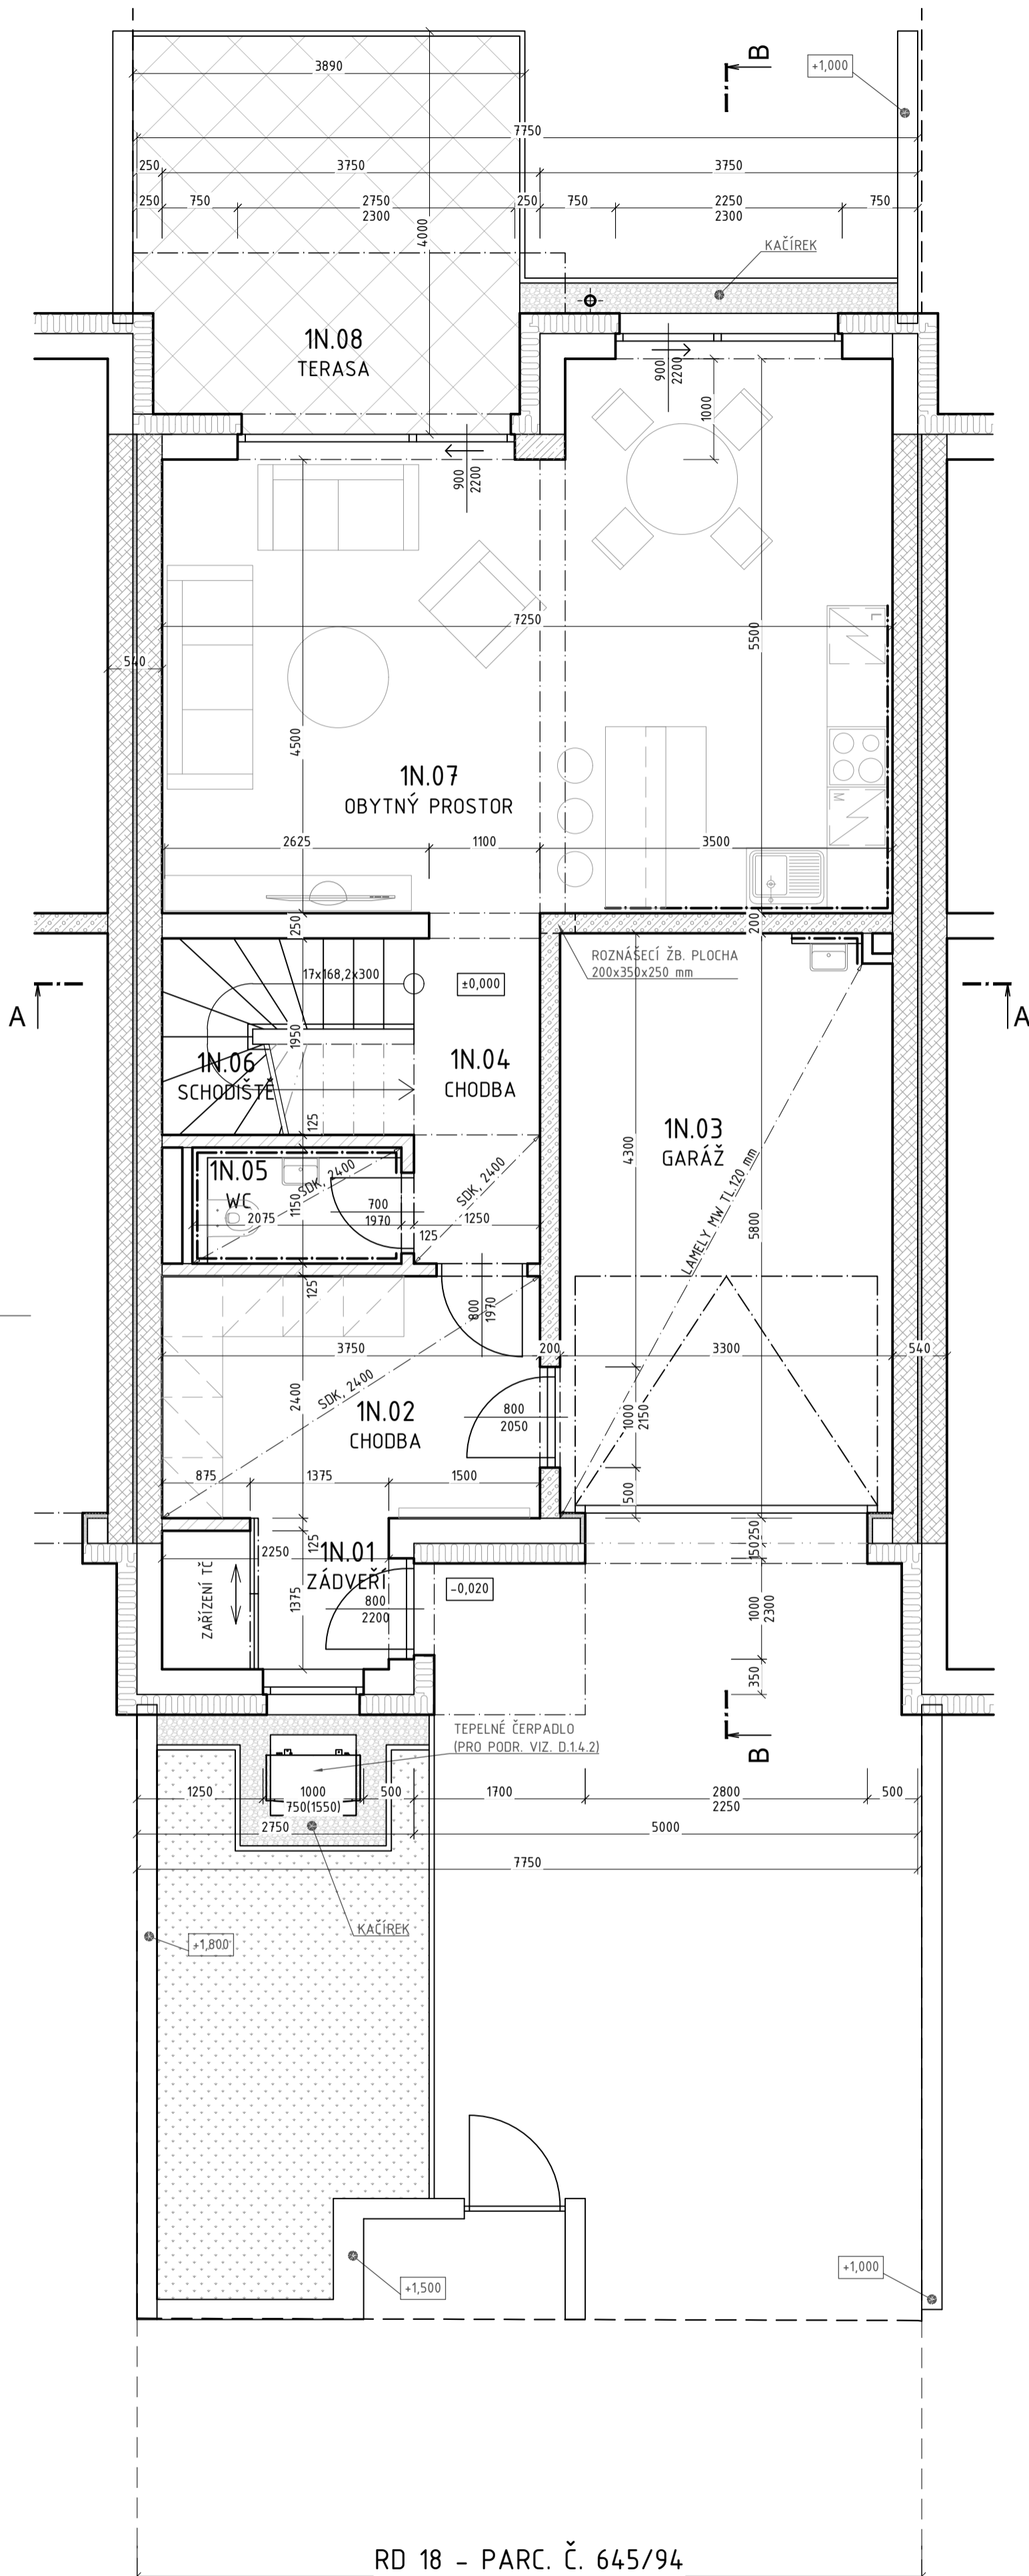 B
+1,000
3890
7750
250
3750
3750
250
750
2750
2300
250
750
2250
2300
750
4000
KAČÍREK
1N.08
TERASA
900
2200
1000
900
2200
7250
5500
540
L
4500
1N.07
OBYTNÝ PROSTOR
M
2625
1100
3500
250
200
ROZNÁŠECÍ ŽB. PLOCHA
200x350x250 mm
17x168,2x300
±0,000
A
A
1950
1N.06
SCHODIŠTĚ
1N.04
CHODBA
125
1N.03
GARÁŽ
4300
1N.05
WC
SDK, 2400
SDK, 2400
LAMELY MW TL.120 mm
1150
700
1970
2075
1250
125
5800
125
800
1970
3750
200
3300
540
2400
SDK, 2400
1N.02
CHODBA
800
2050
1000
2150
875
1375
1500
500
125
2250
1N.01
ZÁDVEŘÍ
150
250
ZAŘÍZENÍ TČ
1375
800
2200
-0,020
1000
2300
350
TEPELNÉ ČERPADLO
(PRO PODR. VIZ. D.1.4.2)
B
1250
1000
750(1550)
500
1700
2800
2250
500
2750
5000
7750
KAČÍREK
+1,800
+1,500
+1,000
RD 18 - PARC. Č. 645/94